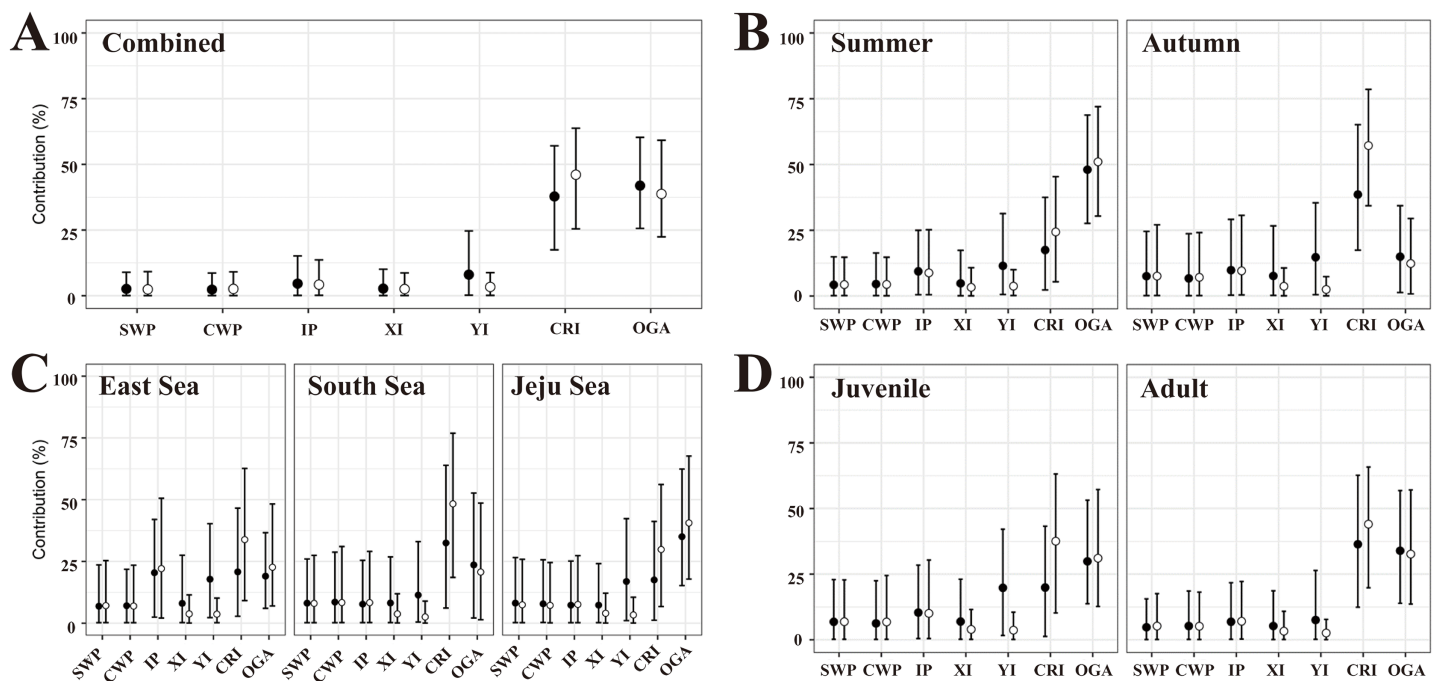 A
Combined
Contribution (%)
100
75
50
25
0
SWP CWP IP XI YI CRI OGA
B
Summer Autumn
100
75
50
25
0
SWP CWP IP XI YI CRI OGA SWP CWP IP XI YI CRI OGA
C
East Sea South Sea Jeju Sea
Contribution (%)
100
75
50
25
0
SWP CWP IP XI YI CRI OGA SWP CWP IP XI YI CRI OGA SWP CWP IP XI YI CRI OGA
D
Juvenile Adult
100
75
50
25
0
SWP CWP IP XI YI CRI OGA SWP CWP IP XI YI CRI OGA